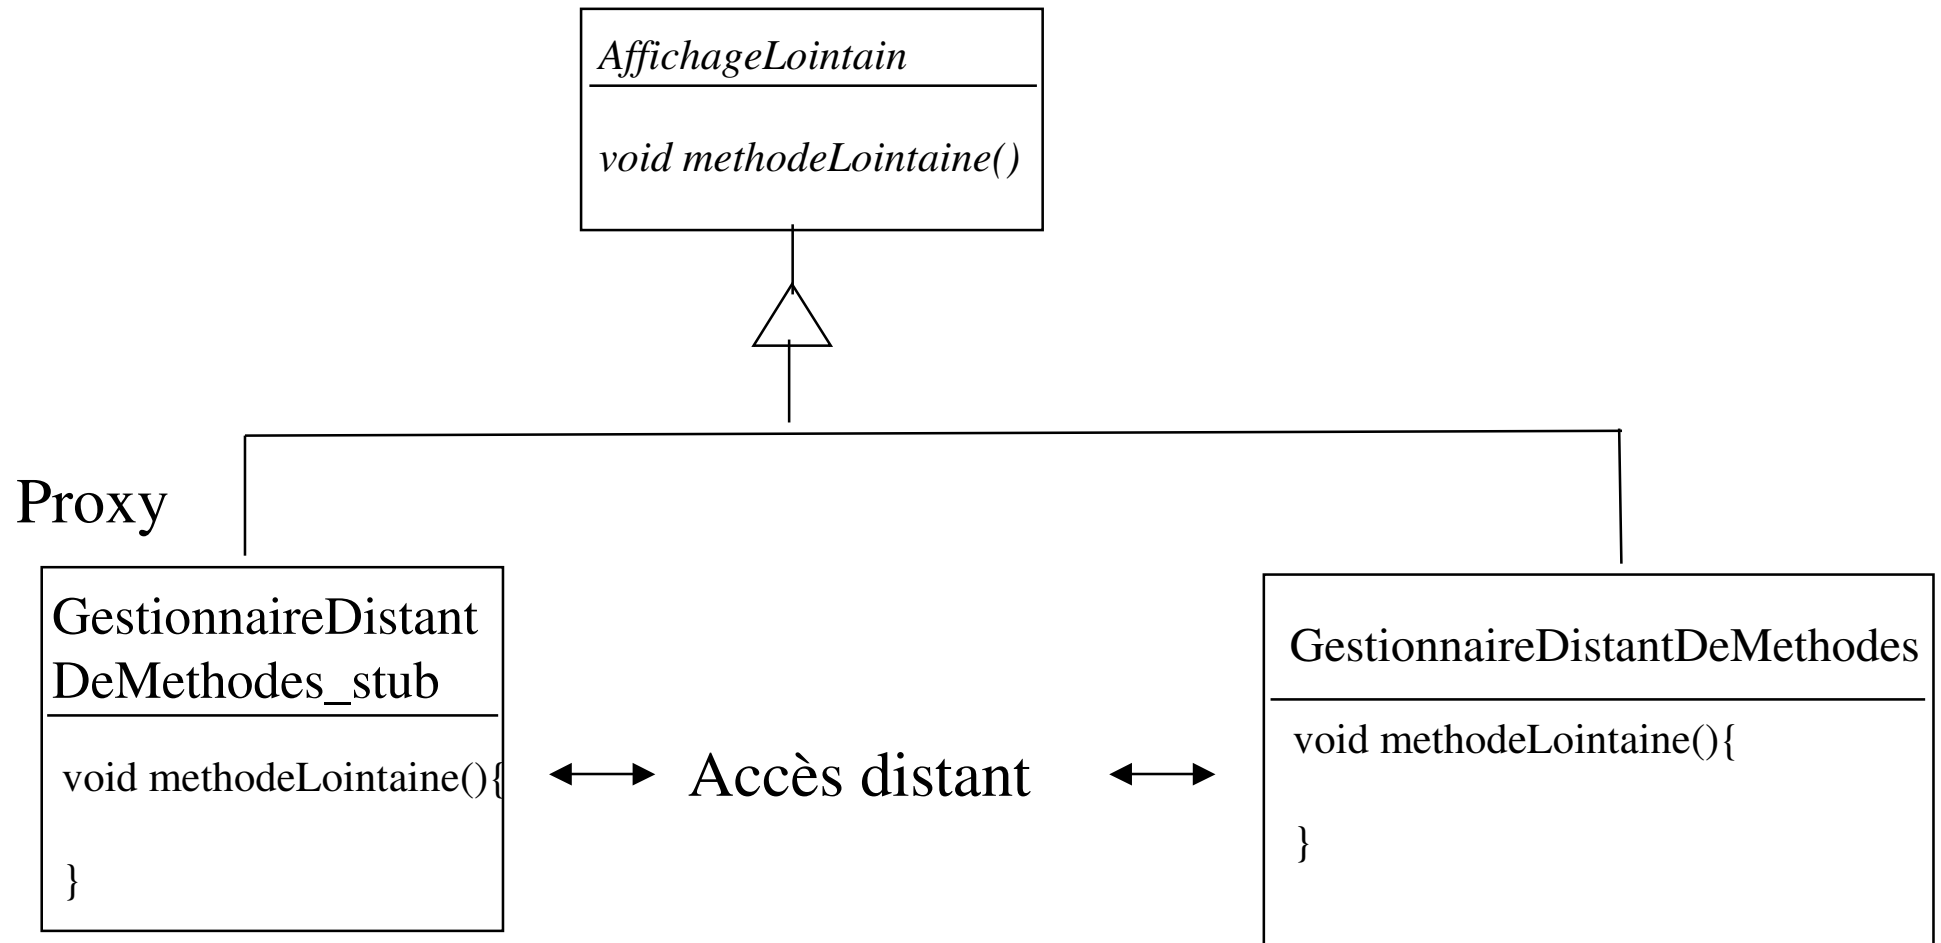 AffichageLointain
void methodeLointaine()
Proxy
GestionnaireDistant
DeMethodes_stub
void methodeLointaine(){
}
Accès distant
GestionnaireDistantDeMethodes
void methodeLointaine(){
}